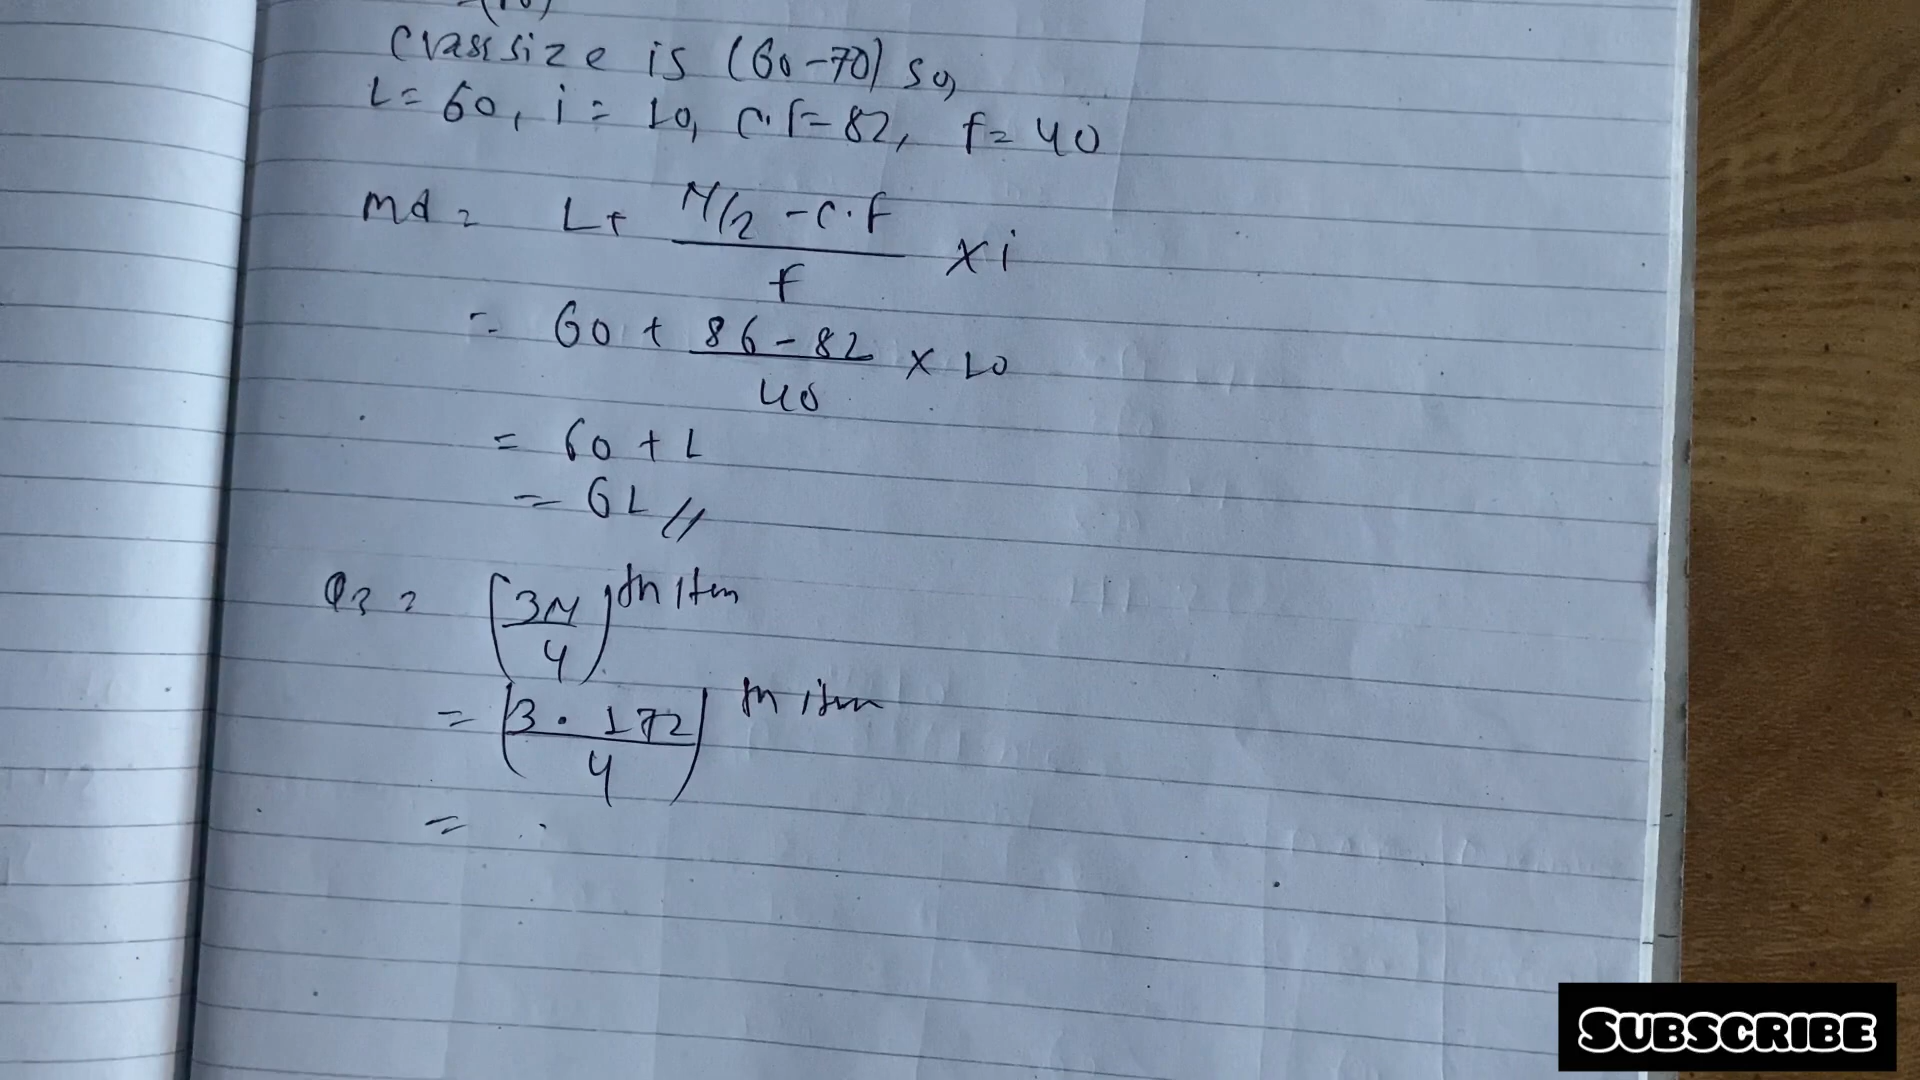 Class size is (60-70) so,
L = 60, i = 10, c.f = 82, f = 40
Md = L + N/2 - c.f / f × i
= 60 + 86 - 82 / 40 × 10
= 60 + 1
= 61 //
Q3 = (3N / 4) th item
= (3 . 172 / 4) th item
=
SUBSCRIBE